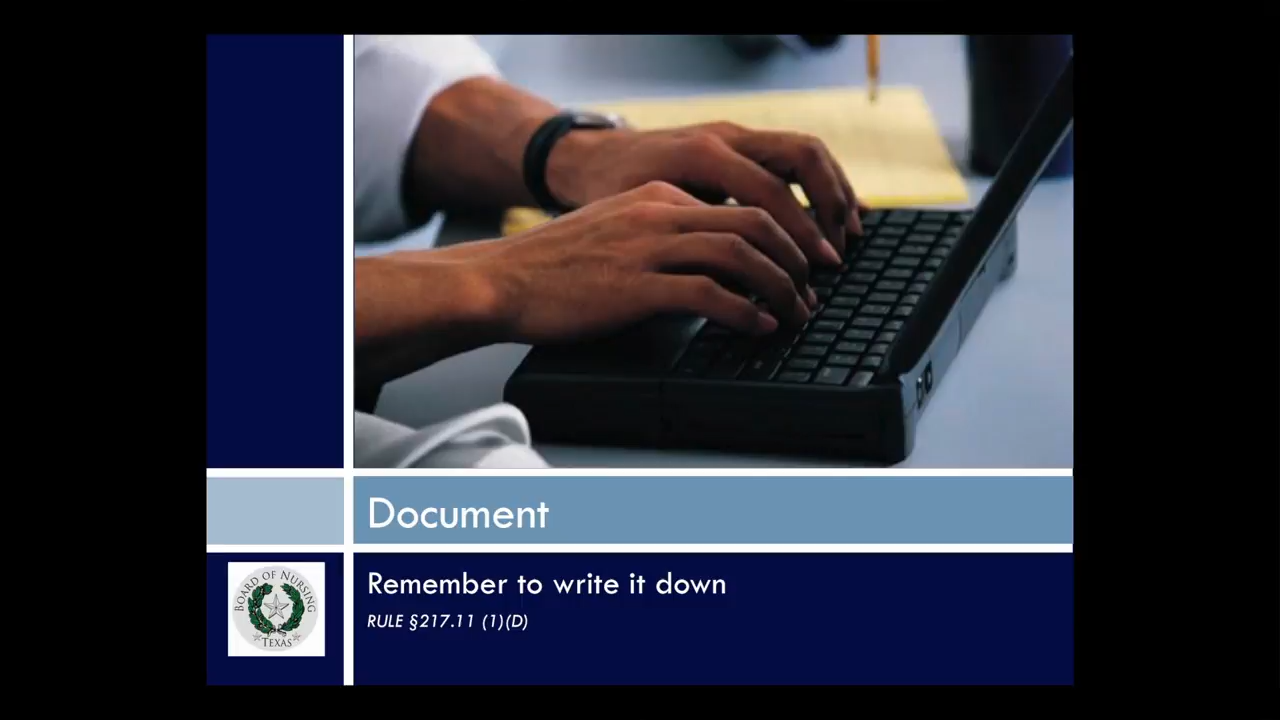 Document
Remember to write it down
RULE §217.11 (1)(D)
BOARD OF NURSING
TEXAS